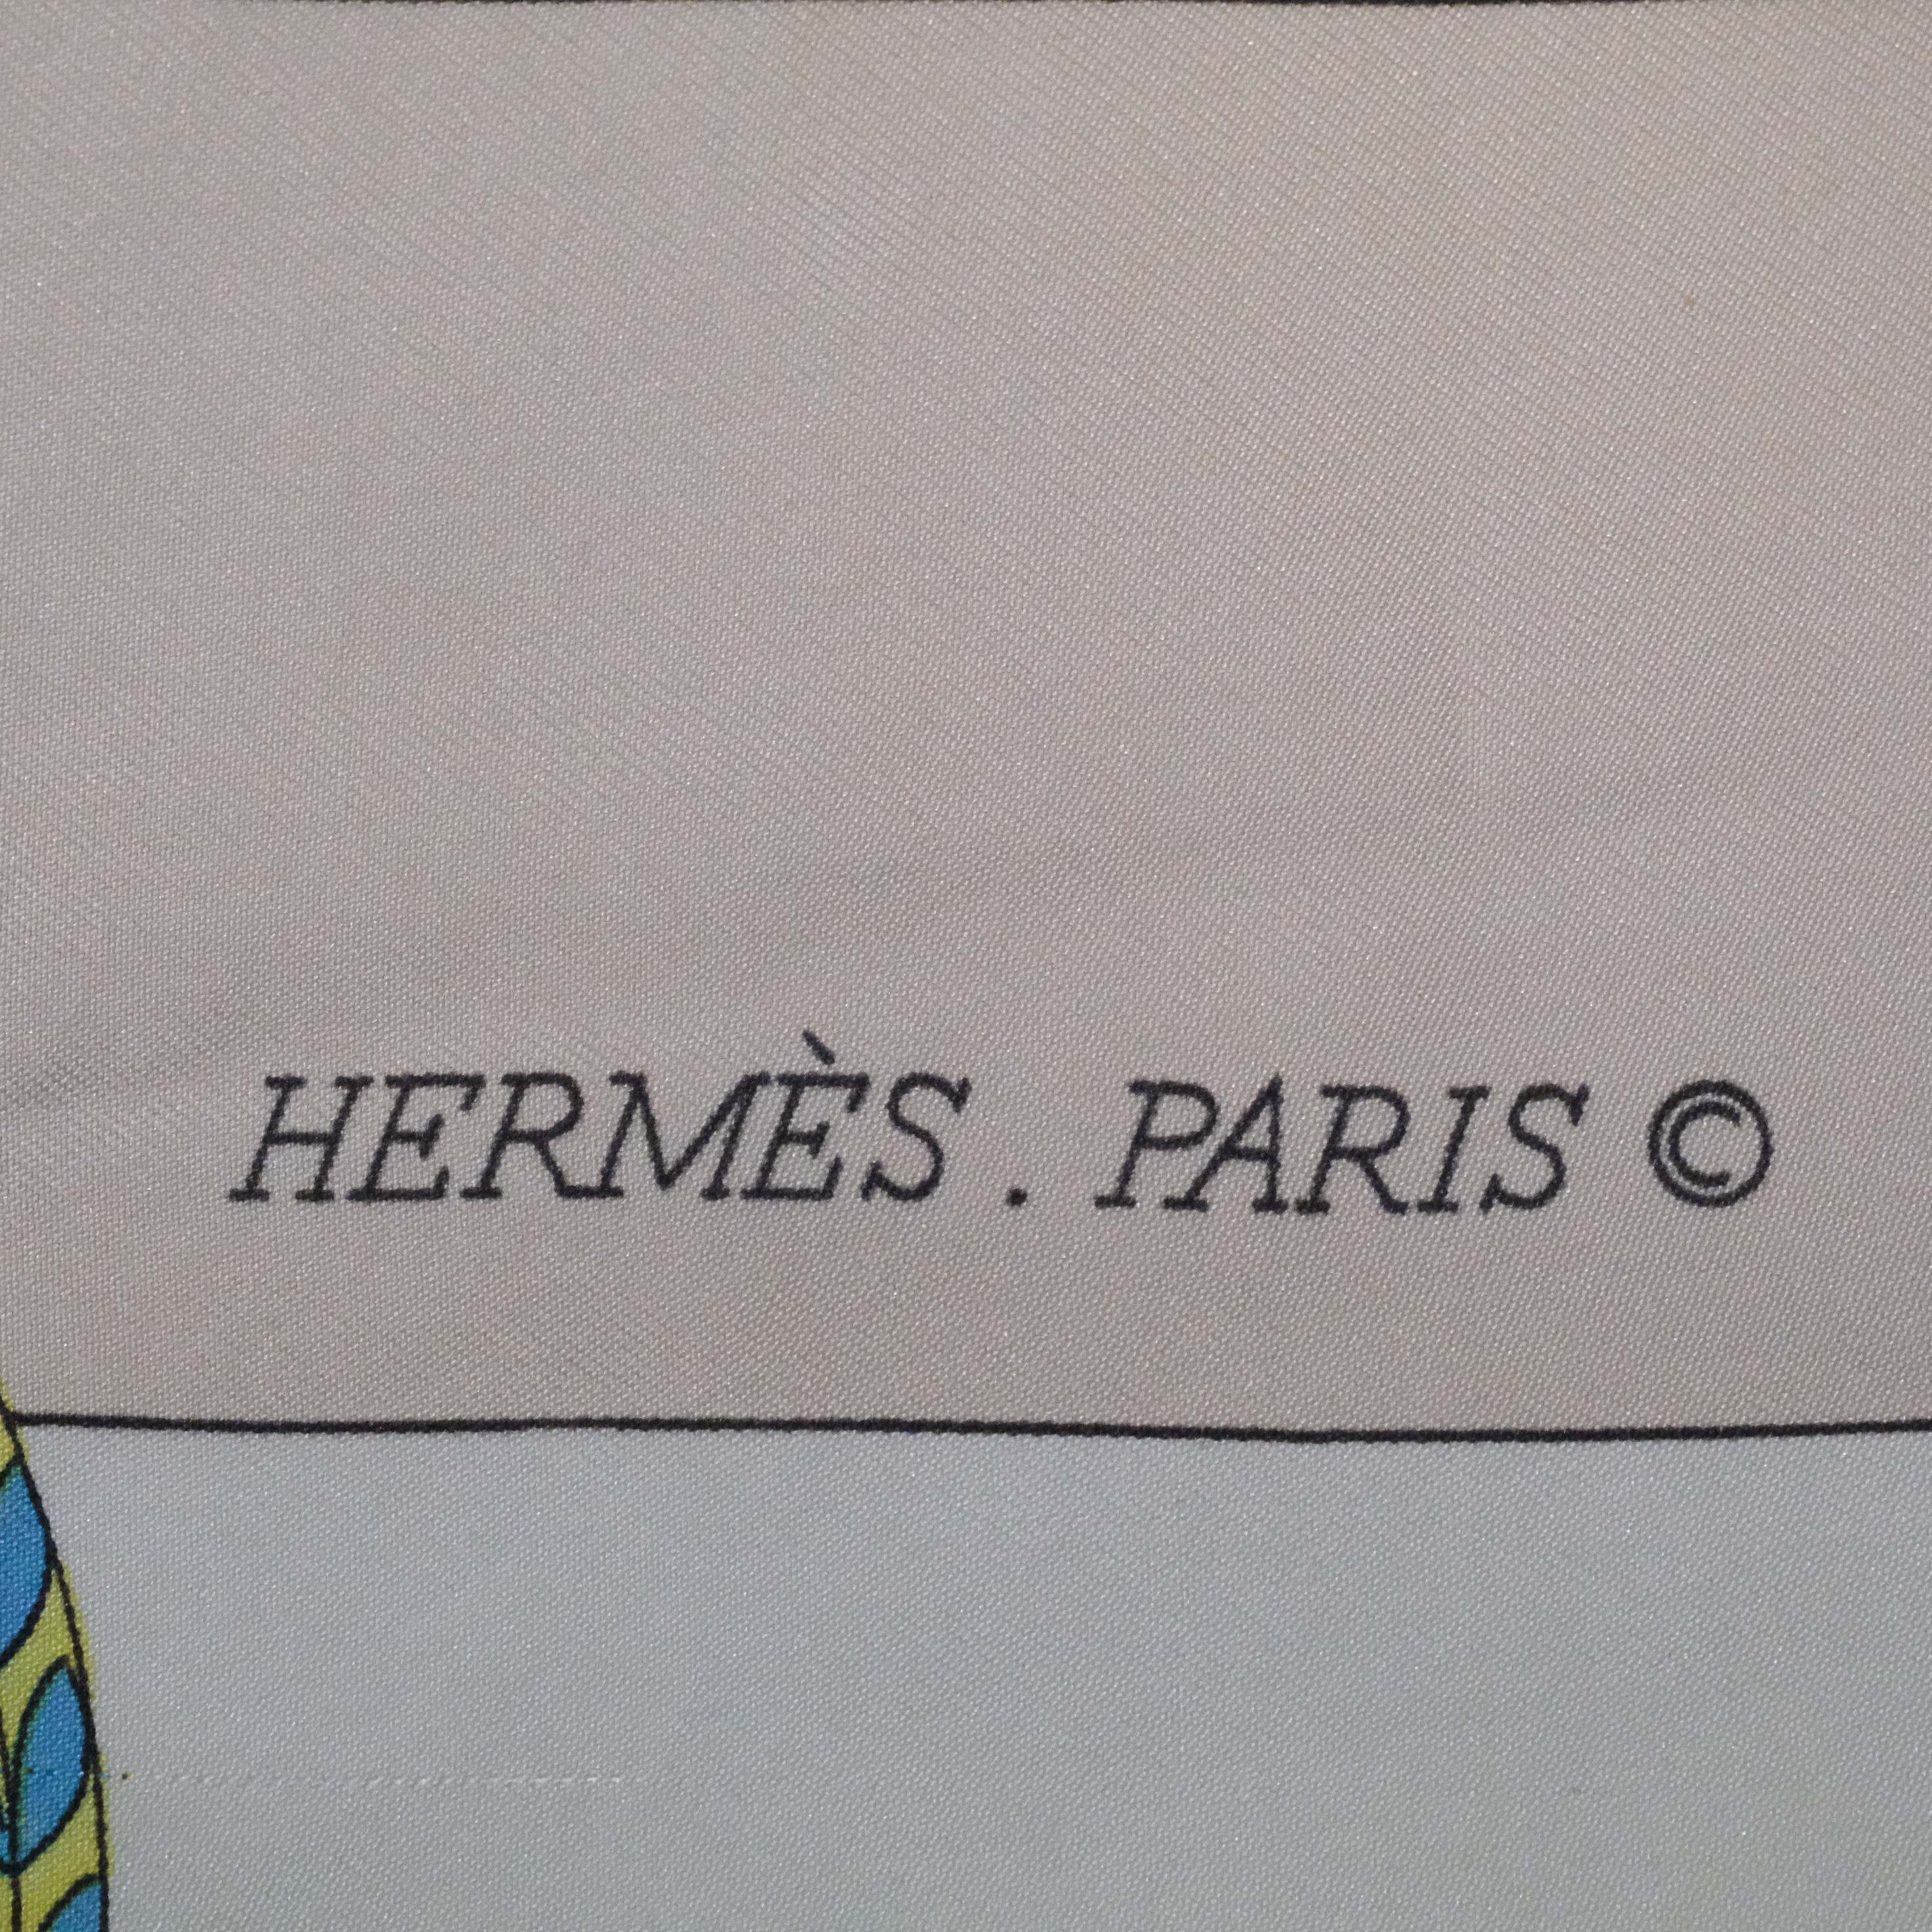 HERMÈS . PARIS ©